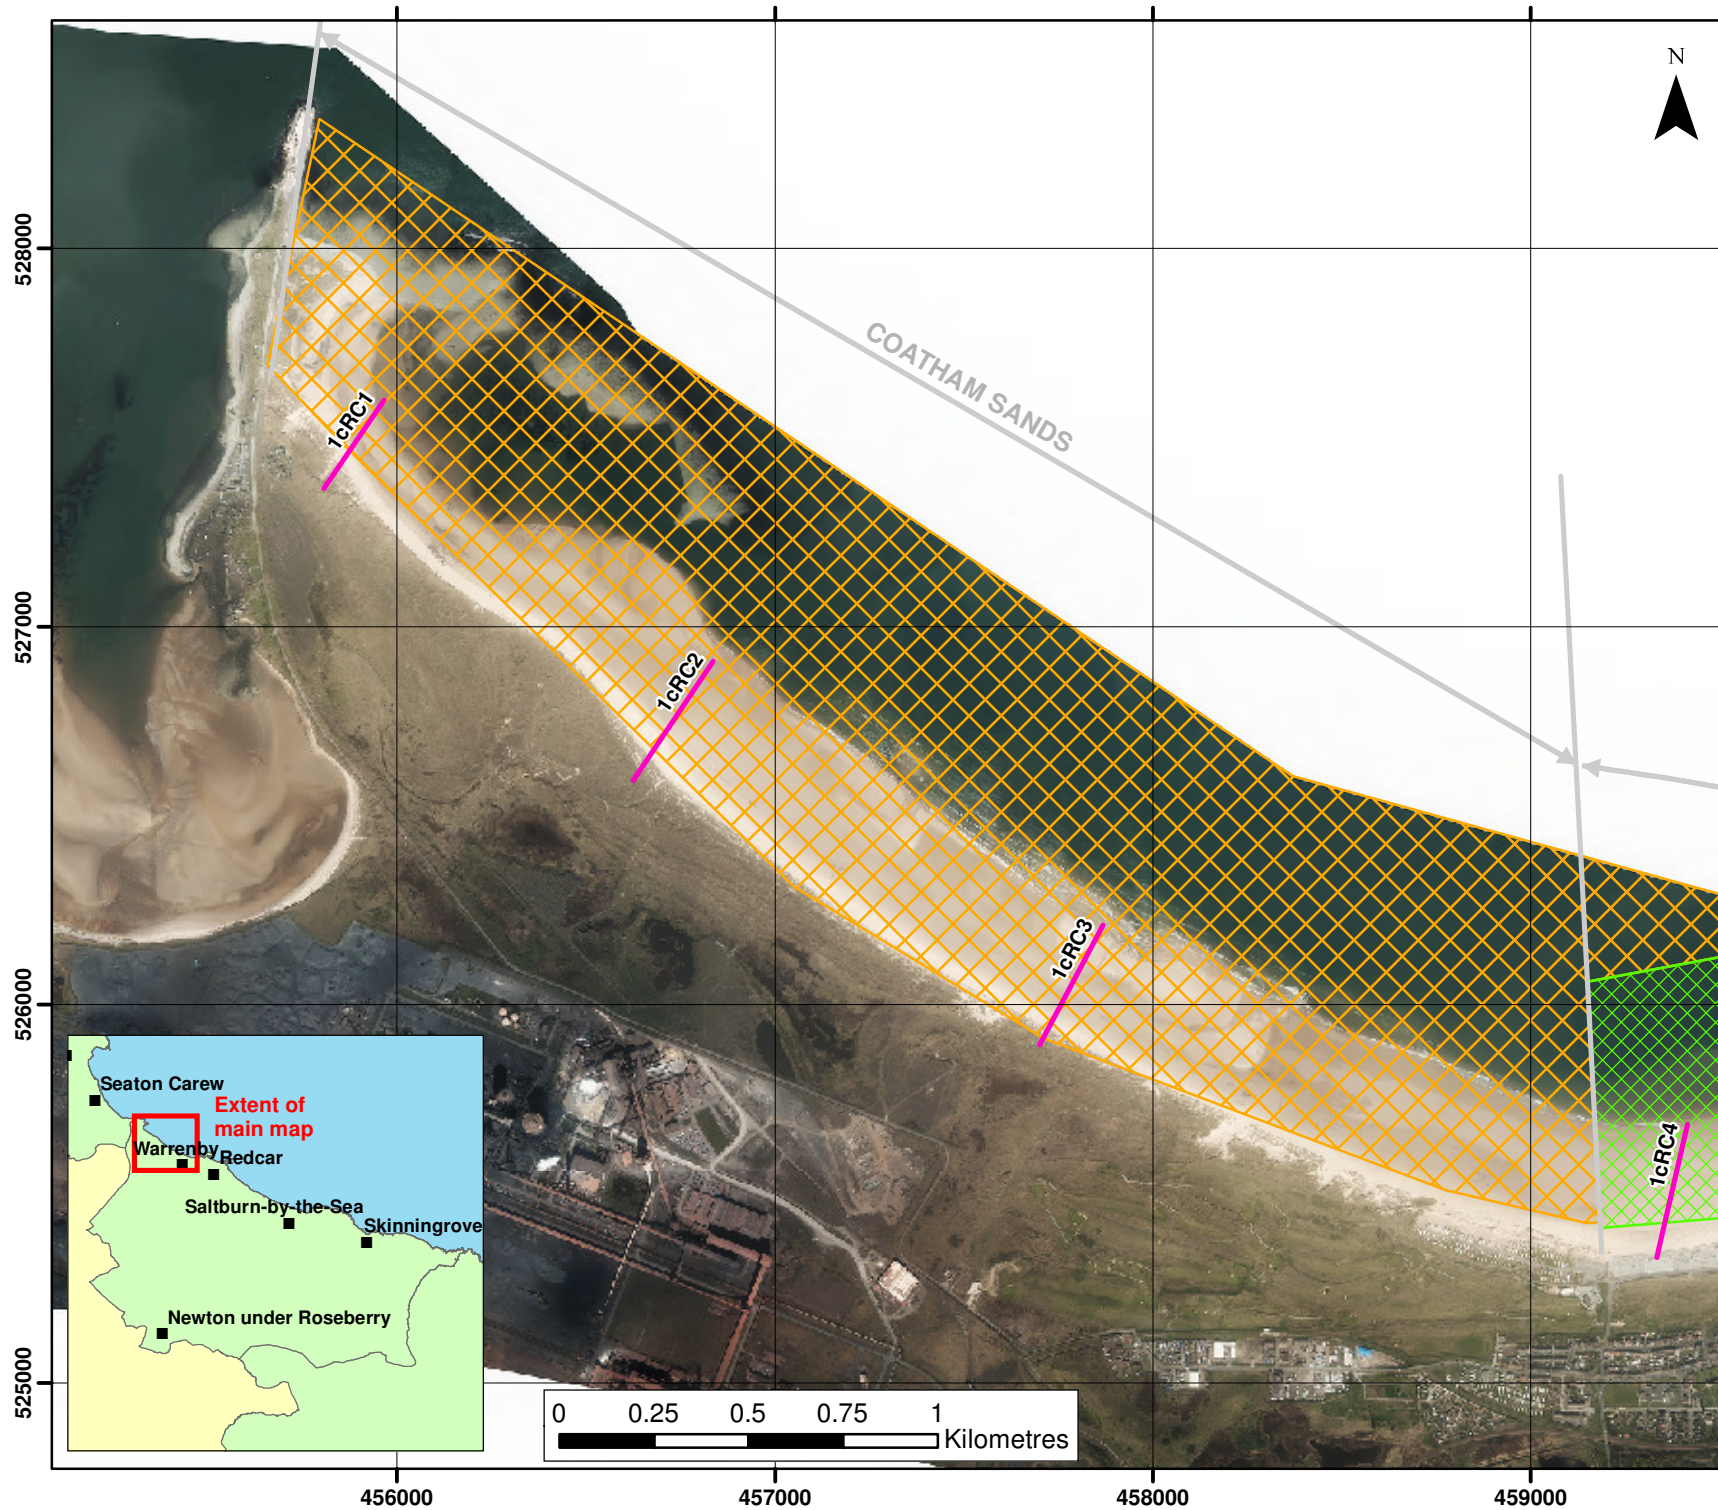 N
COATHAM SANDS
1cRC1
1cRC2
1cRC3
1cRC4
528000
527000
526000
525000
Seaton Carew
Extent of
main map
Warrenby
Redcar
Saltburn-by-the-Sea
Skinningrove
Newton under Roseberry
0 0.25 0.5 0.75 1
Kilometres
456000 457000 458000 459000